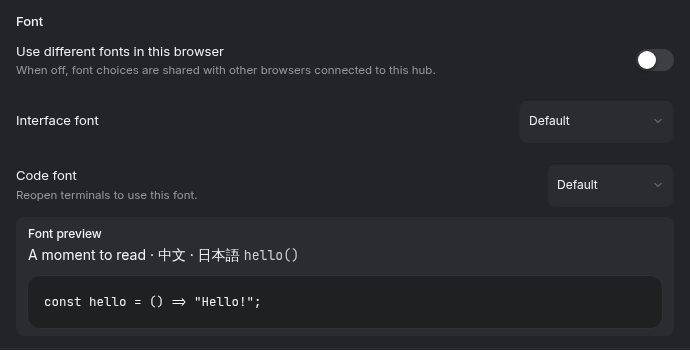 Font
Use different fonts in this browser
When off, font choices are shared with other browsers connected to this hub.
Interface font
Default
Code font
Default
Reopen terminals to use this font.
Font preview
A moment to read · 中文 · 日本語 hello()
const hello = () => "Hello!";